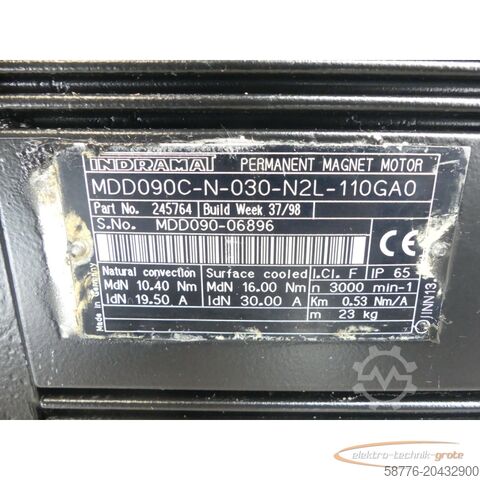 INDRAMAT PERMANENT MAGNET MOTOR
MDD090C-N-030-N2L-110GA0
Part No. 245764 Build Week 37/98
S.No. MDD090-06896
CE
Natural convection Surface cooled I.Cl. F IP 65
MdN 10.40 Nm MdN 16.00 Nm n 3000 min-1
IdN 19.50 A IdN 30.00 A Km 0.53 Nm/A
m 23 kg
Made in Germany
INN13.
elektro-technik-grote
58776-20432900